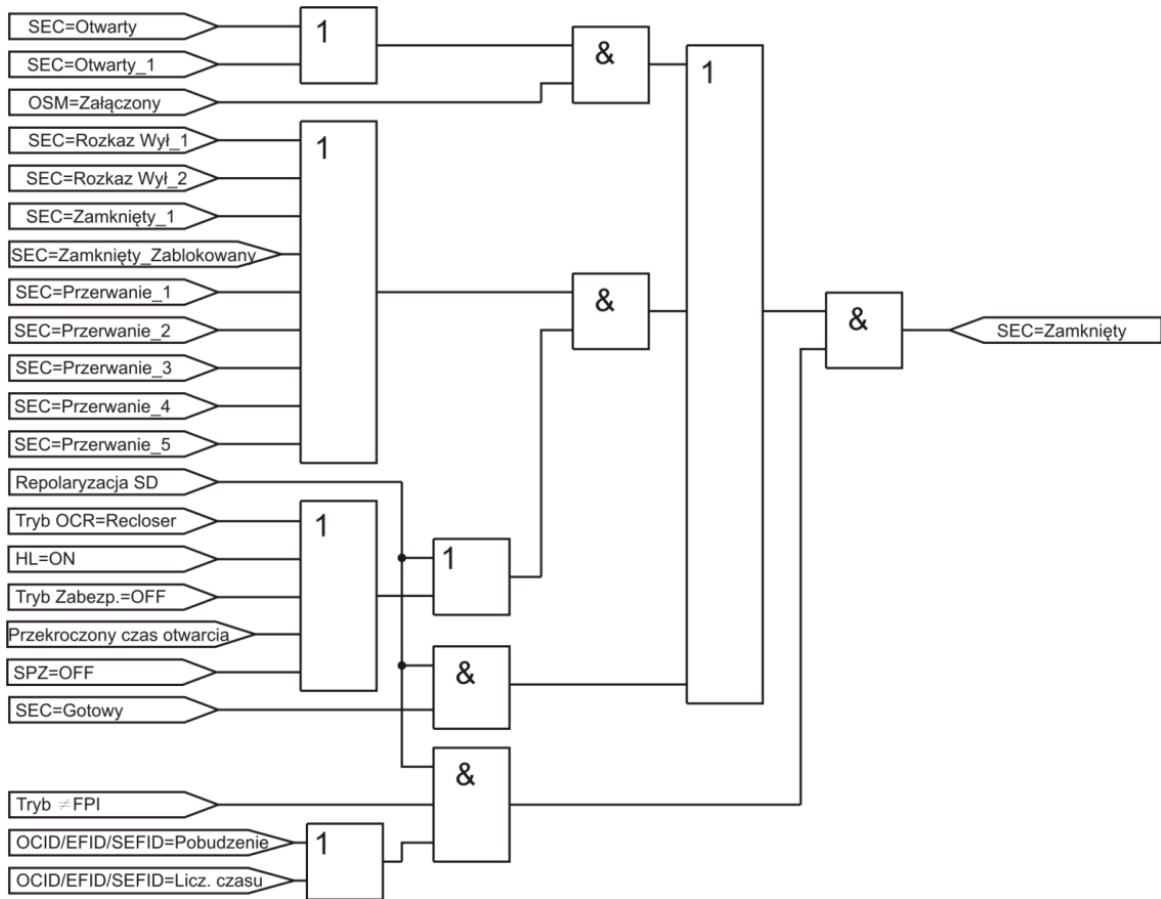 SEC=Otwarty
1
SEC=Otwarty_1
&
1
OSM=Załączony
SEC=Rozkaz Wył_1
1
SEC=Rozkaz Wył_2
SEC=Zamknięty_1
SEC=Zamknięty_Zablokowany
SEC=Przerwanie_1
&
SEC=Przerwanie_2
&
SEC=Zamknięty
SEC=Przerwanie_3
SEC=Przerwanie_4
SEC=Przerwanie_5
Repolaryzacja SD
Tryb OCR=Recloser
1
HL=ON
1
Tryb Zabezp.=OFF
Przekroczony czas otwarcia
SPZ=OFF
&
SEC=Gotowy
&
Tryb ≠FPI
OCID/EFID/SEFID=Pobudzenie
1
OCID/EFID/SEFID=Licz. czasu